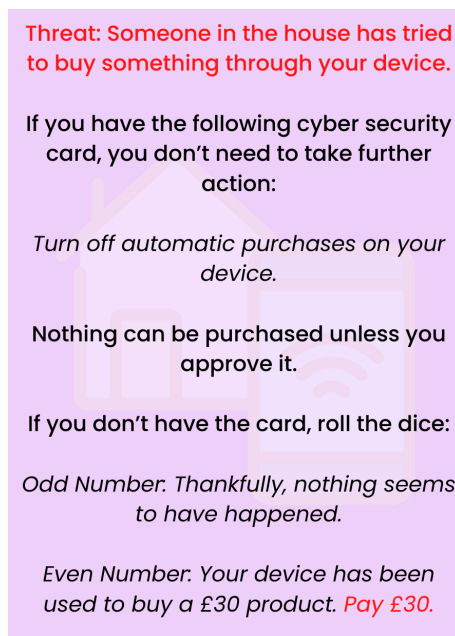 Threat: Someone in the house has tried
to buy something through your device.
If you have the following cyber security
card, you don’t need to take further
action:
Turn off automatic purchases on your
device.
Nothing can be purchased unless you
approve it.
If you don’t have the card, roll the dice:
Odd Number: Thankfully, nothing seems
to have happened.
Even Number: Your device has been
used to buy a £30 product. Pay £30.